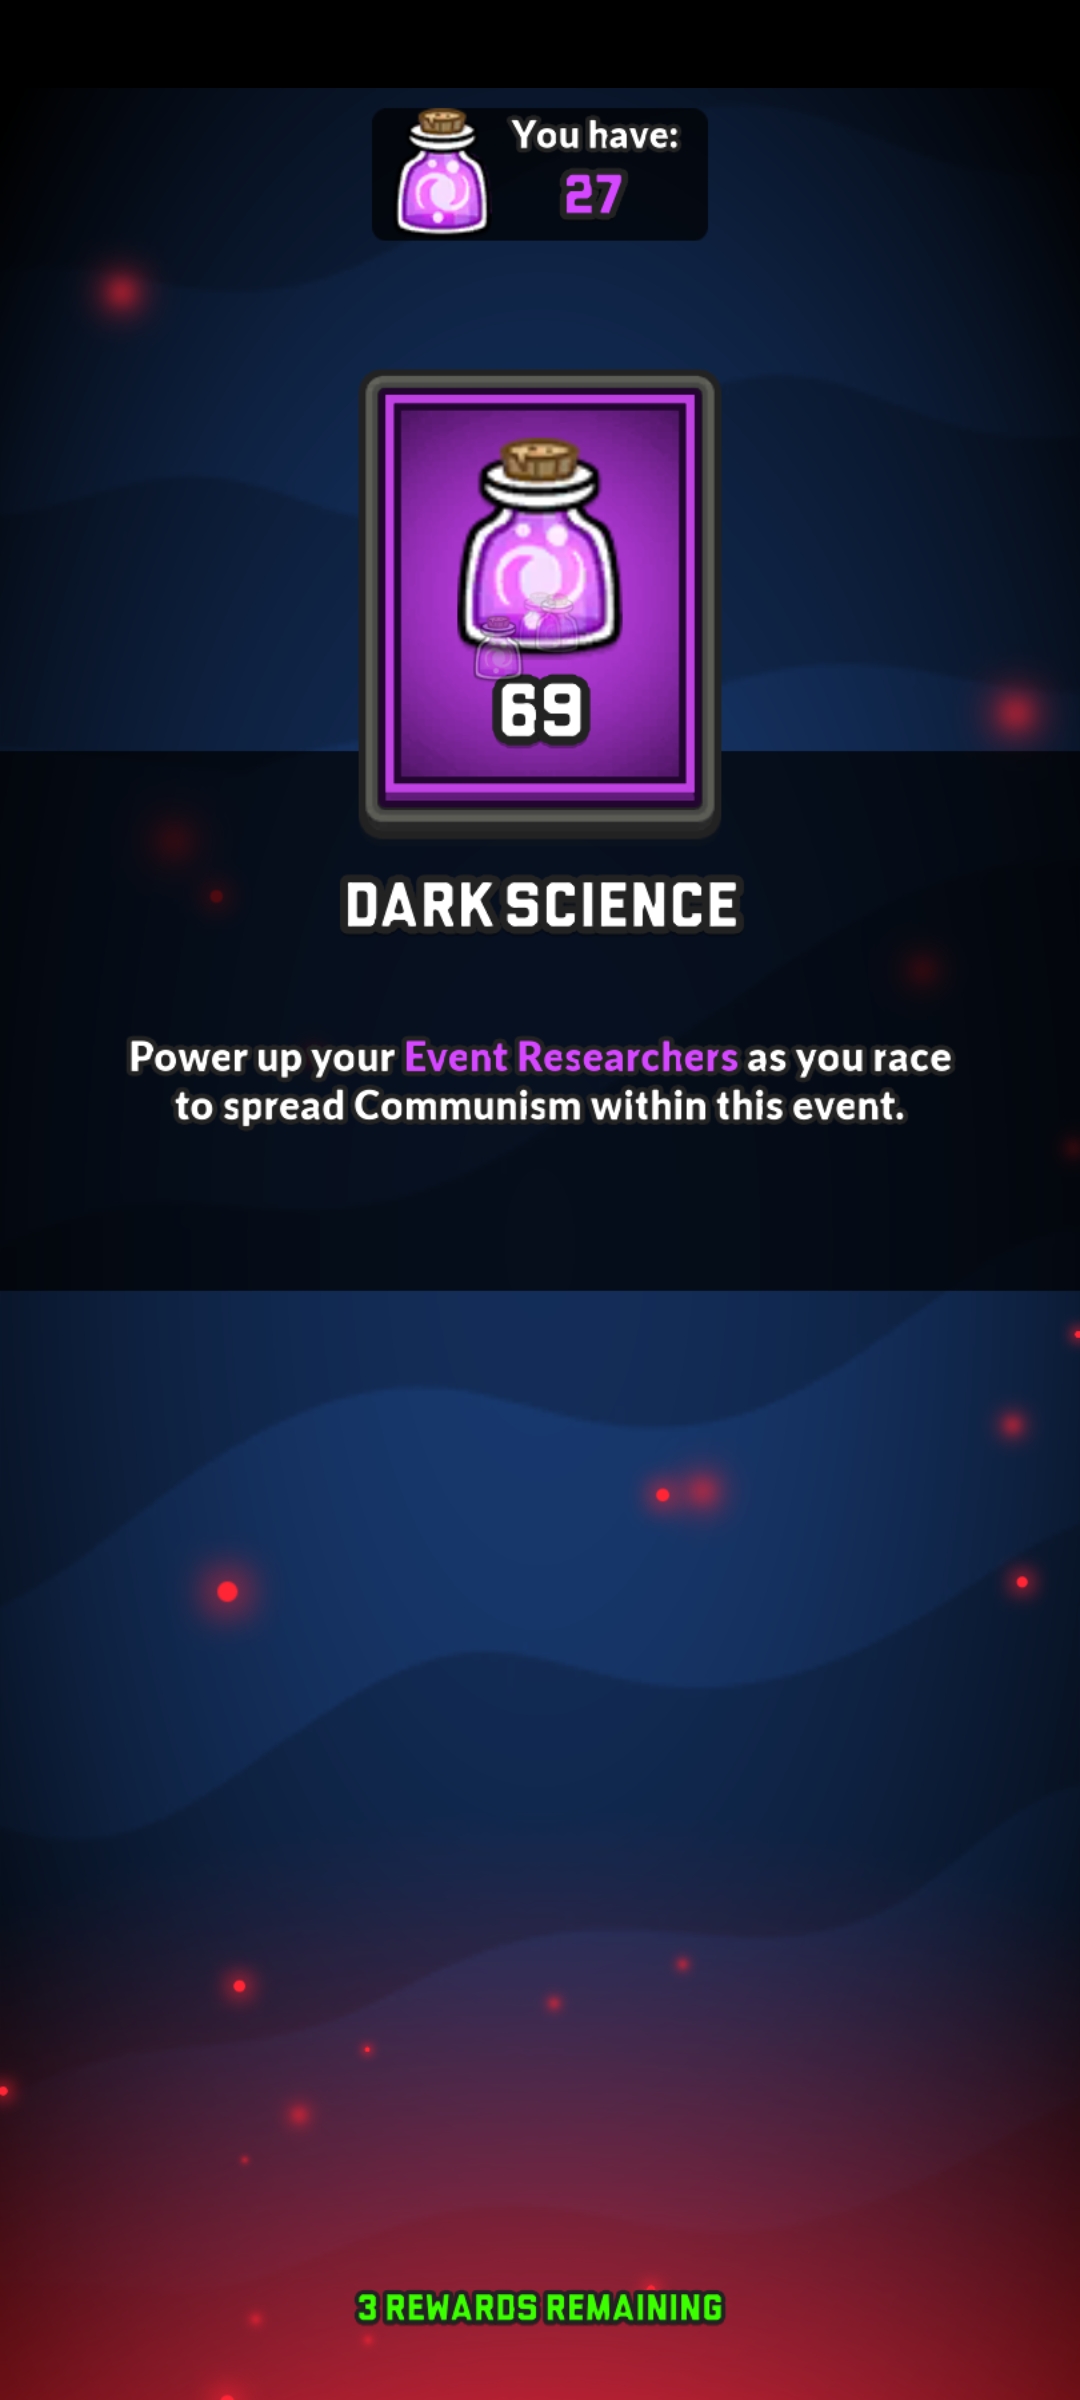 You have:
27
69
DARK SCIENCE
Power up your Event Researchers as you race
to spread Communism within this event.
3 REWARDS REMAINING